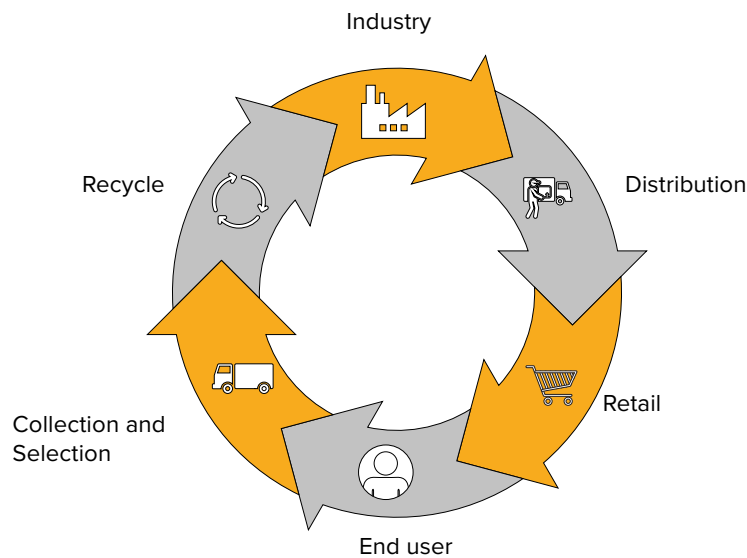 Industry
Distribution
Retail
End user
Collection and
Selection
Recycle